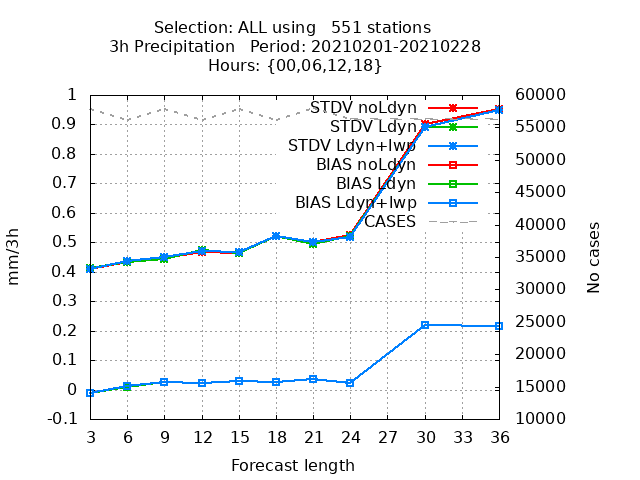 Selection: ALL using   551 stations
3h Precipitation   Period: 20210201-20210228
Hours: {00,06,12,18}
STDV noLdyn
STDV Ldyn
STDV Ldyn+lwp
BIAS noLdyn
BIAS Ldyn
BIAS Ldyn+lwp
CASES
1
0.9
0.8
0.7
0.6
0.5
0.4
0.3
0.2
0.1
0
-0.1
mm/3h
60000
55000
50000
45000
40000
35000
30000
25000
20000
15000
10000
No cases
3 6 9 12 15 18 21 24 27 30 33 36
Forecast length